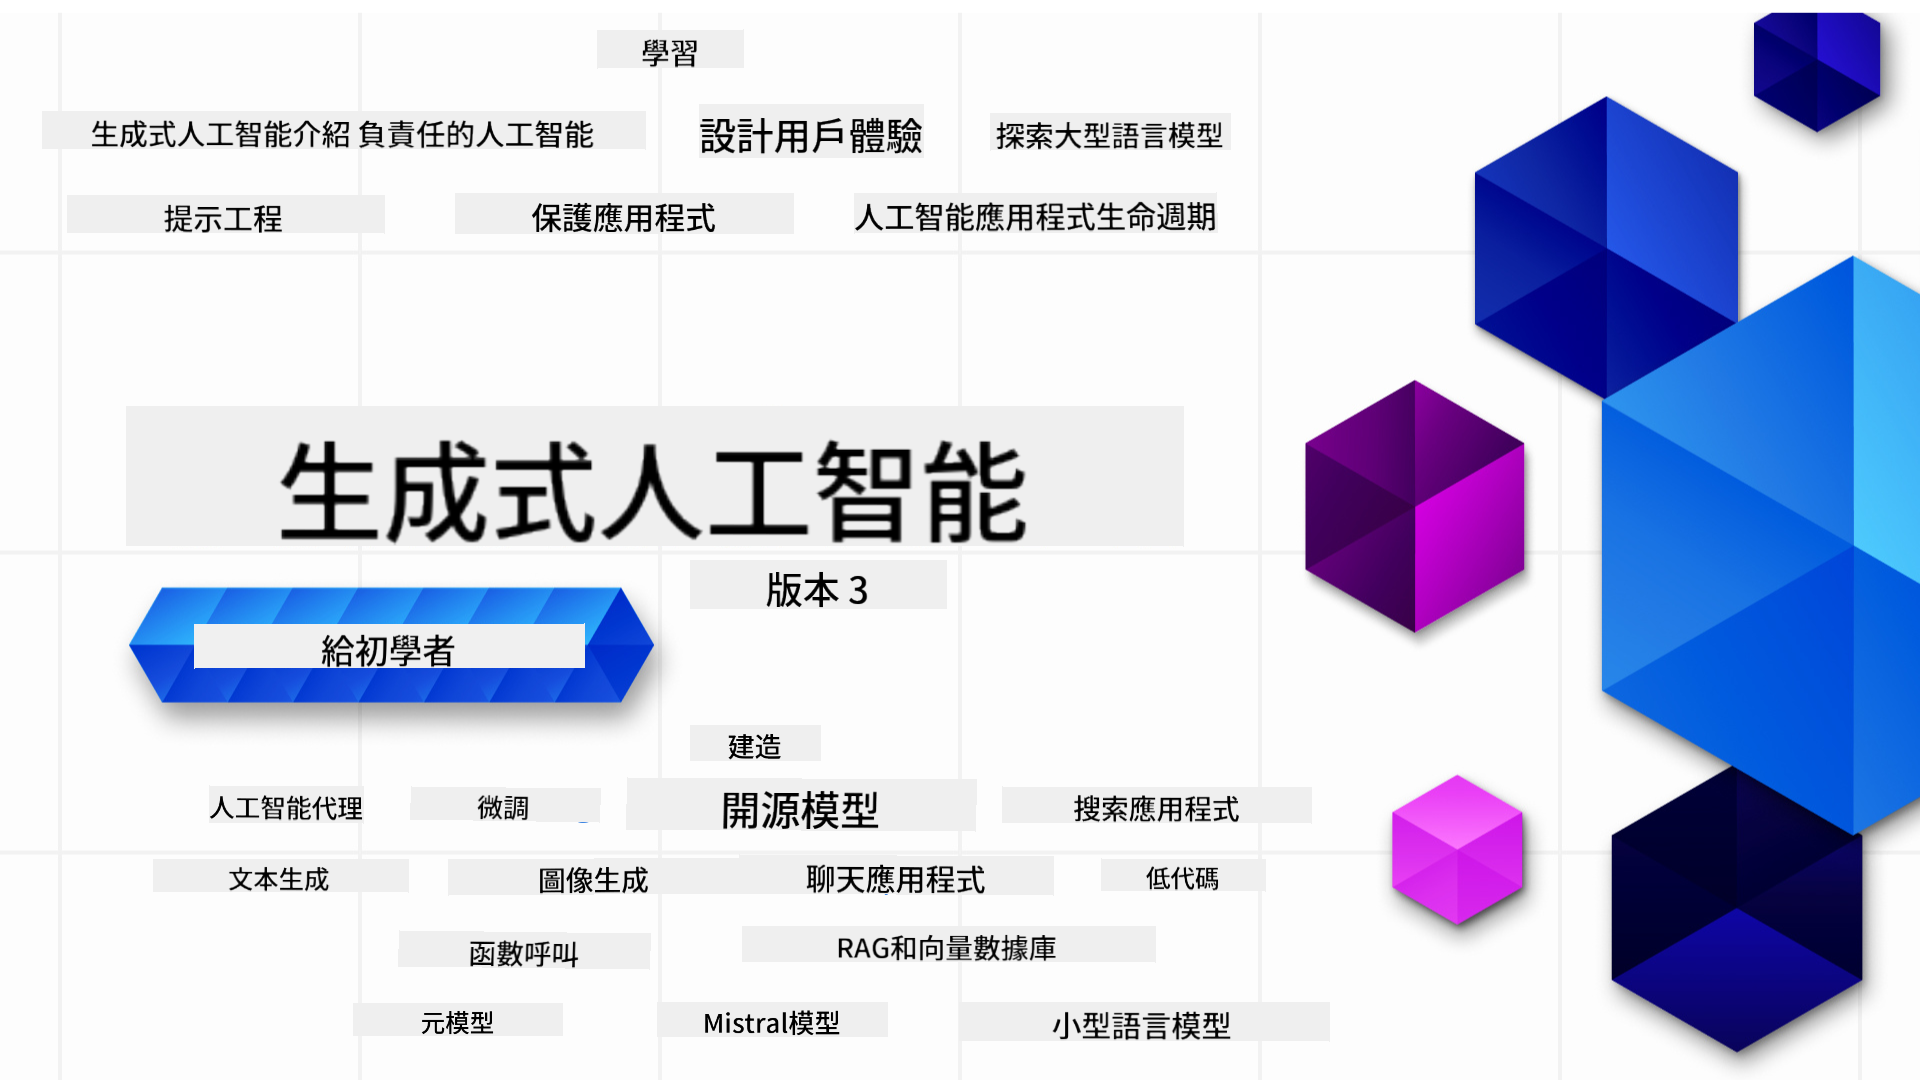 學習
生成式人工智能介紹 負責任的人工智能
設計用戶體驗
探索大型語言模型
提示工程
保護應用程式
人工智能應用程式生命週期
生成式人工智能
版本 3
給初學者
建造
人工智能代理
微調
開源模型
搜索應用程式
文本生成
圖像生成
聊天應用程式
低代碼
函數呼叫
RAG和向量數據庫
元模型
Mistral模型
小型語言模型